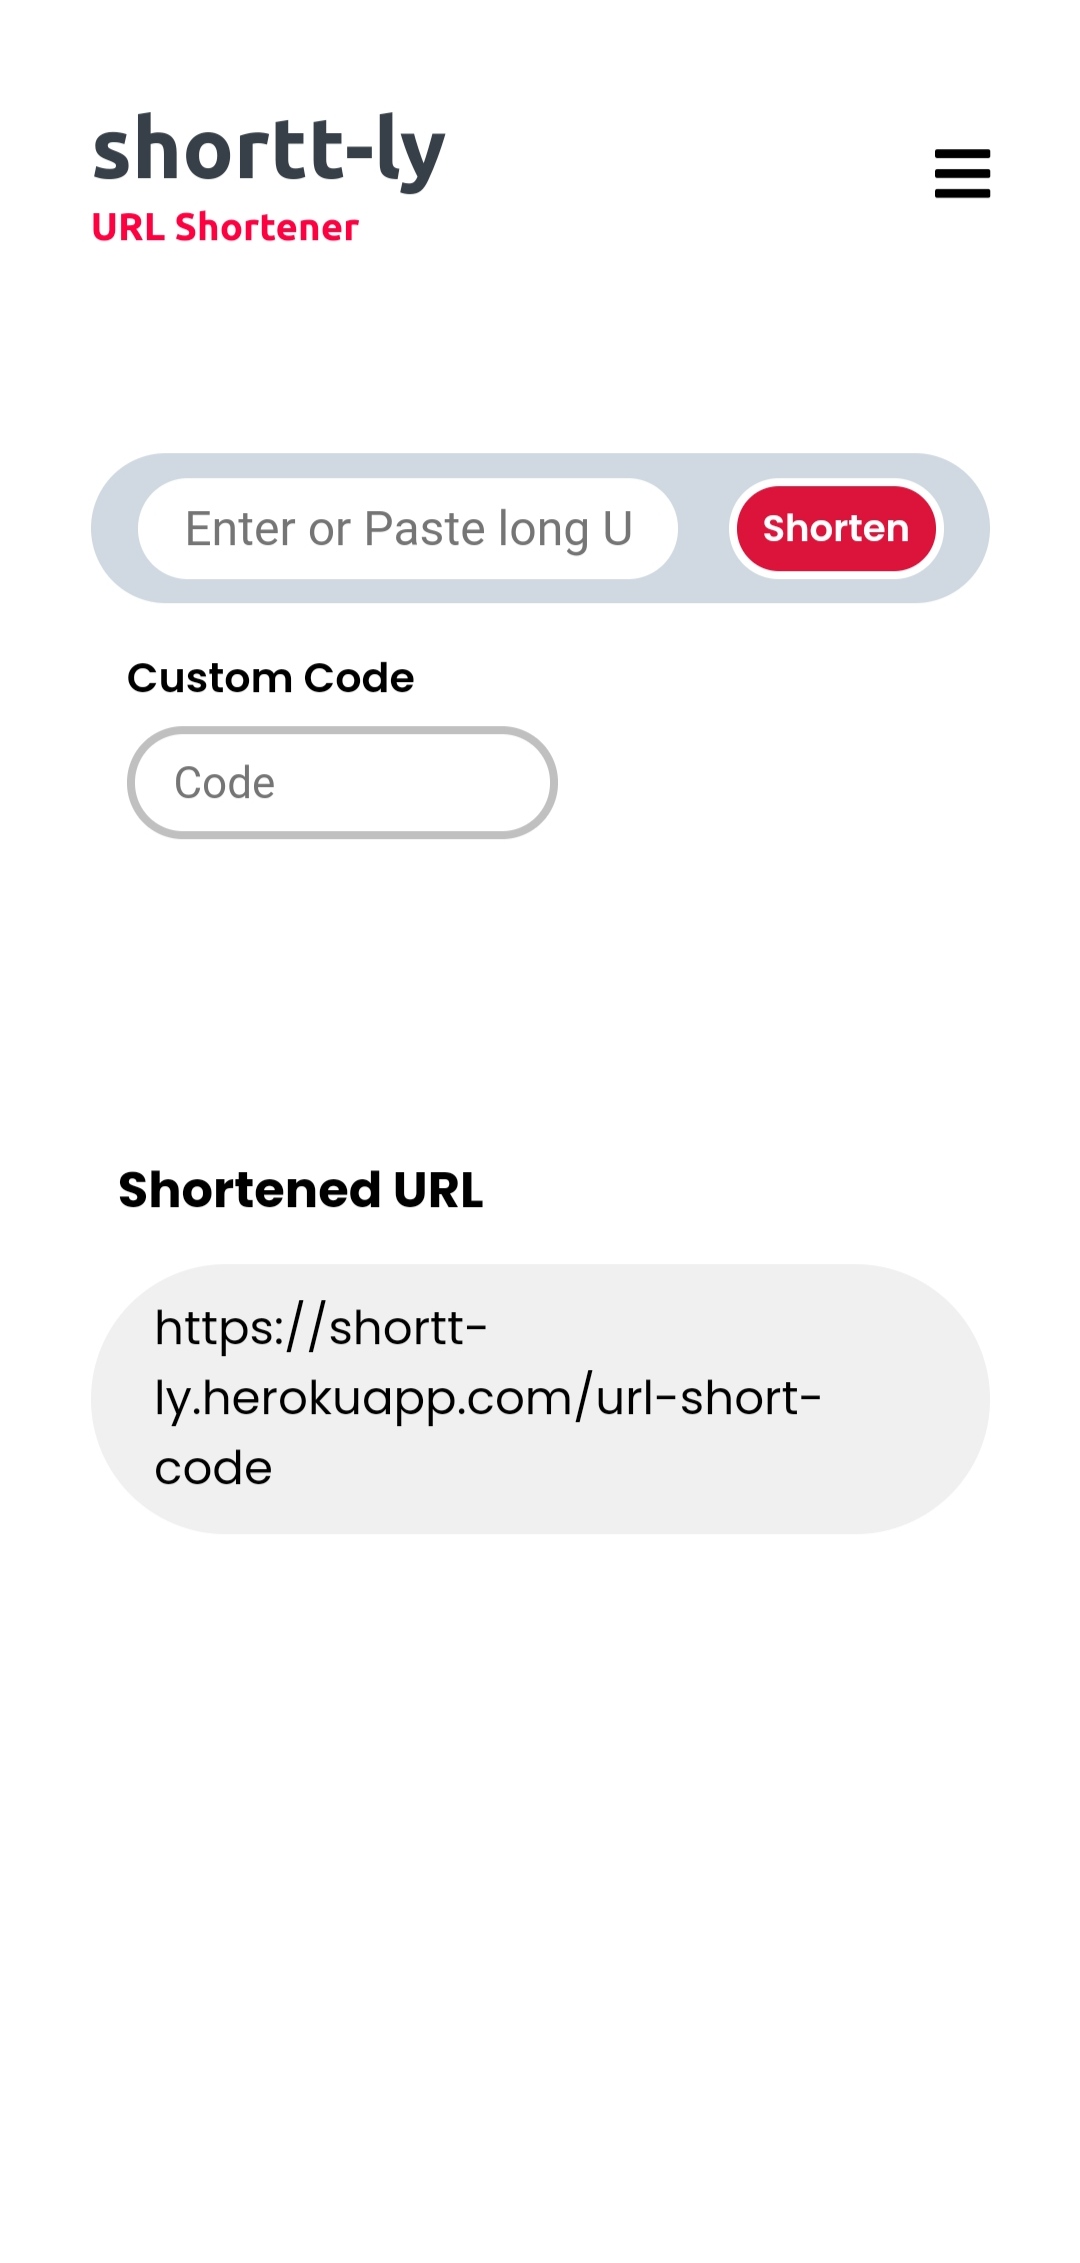 shortt-ly
URL Shortener
Enter or Paste long U
Shorten
Custom Code
Code
Shortened URL
https://shortt-
ly.herokuapp.com/url-short-
code